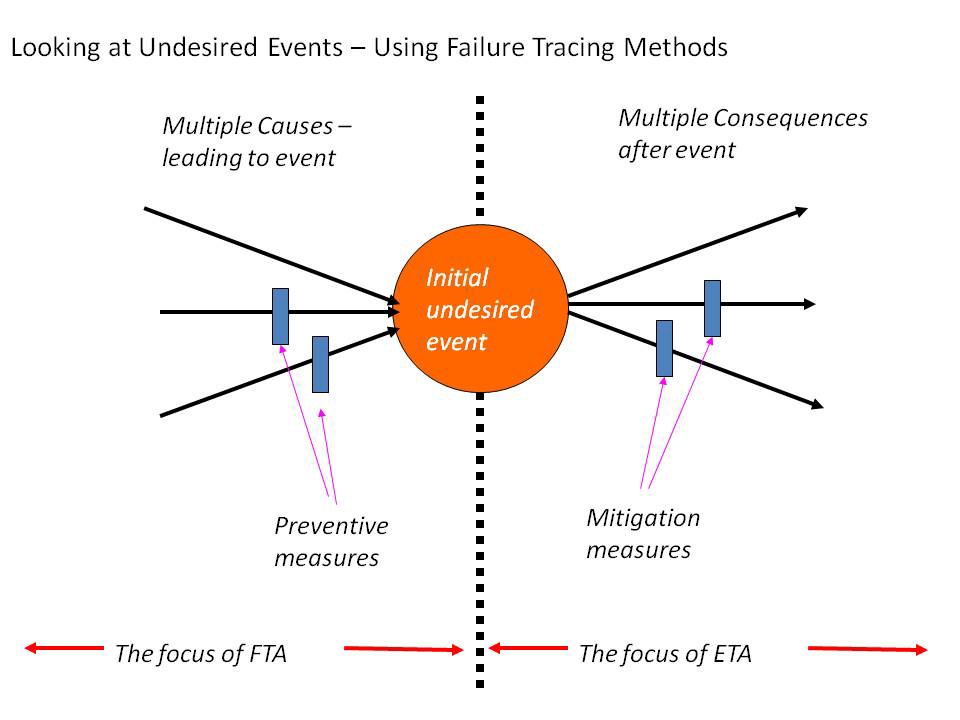 Looking at Undesired Events – Using Failure Tracing Methods
Multiple Causes –
leading to event
Multiple Consequences
after event
Initial
undesired
event
Preventive
measures
Mitigation
measures
The focus of FTA
The focus of ETA